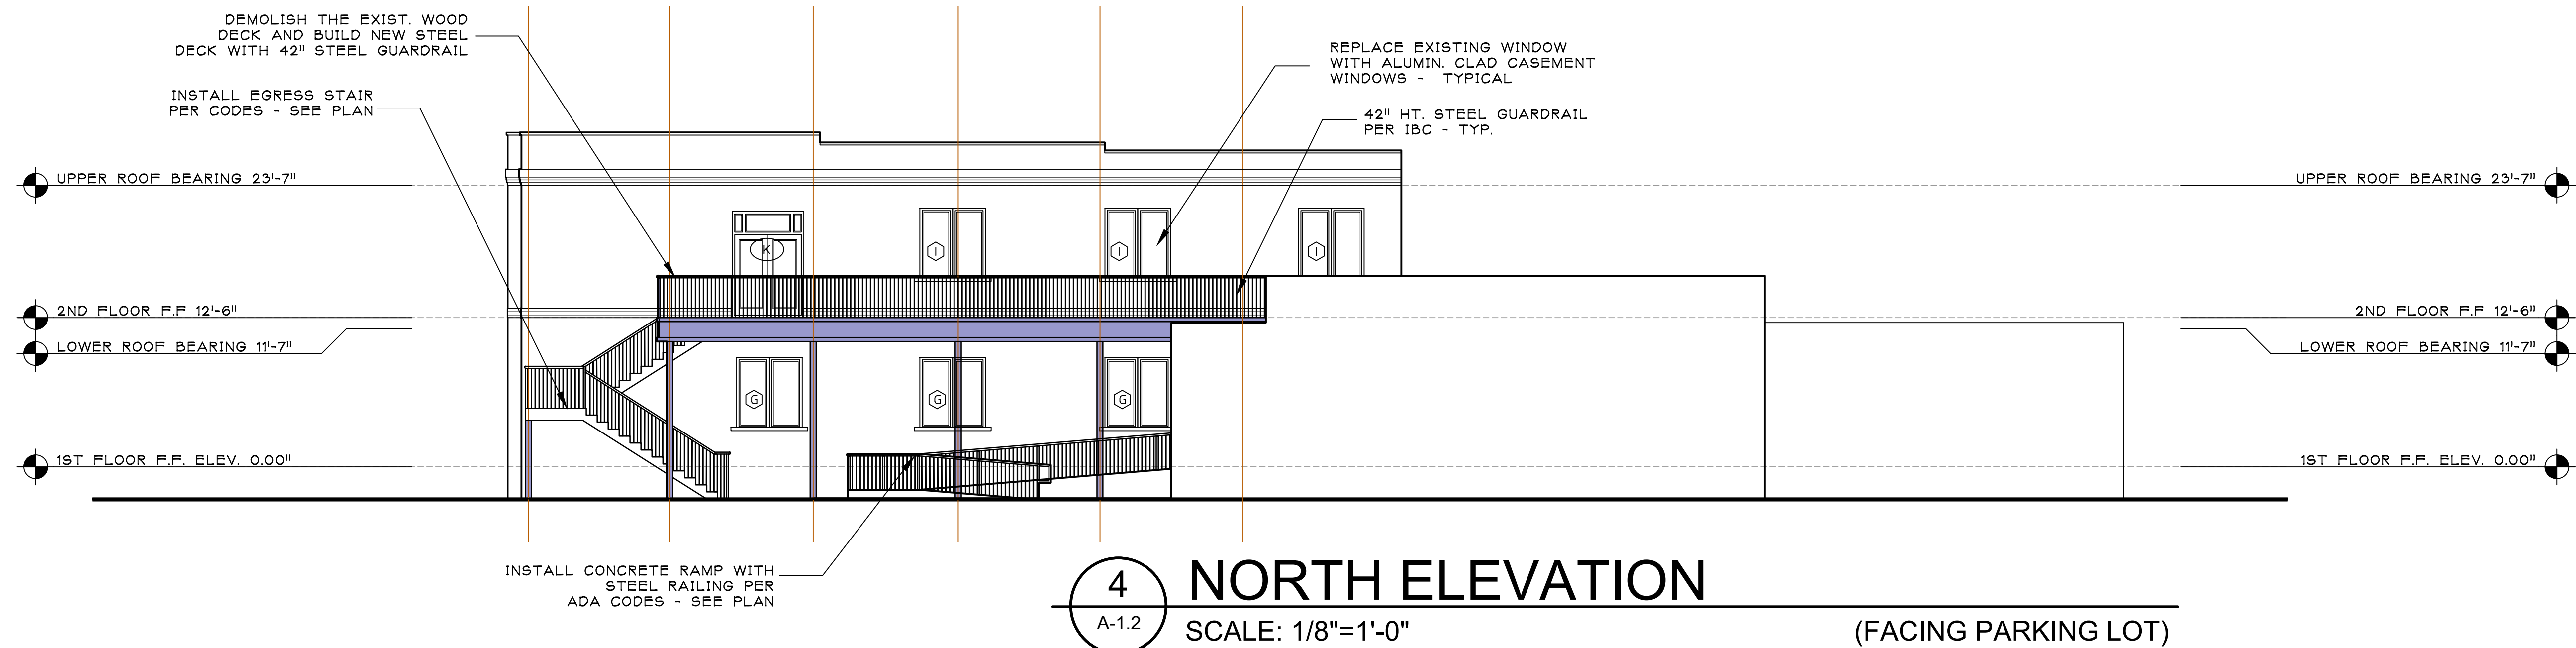 DEMOLISH THE EXIST. WOOD
DECK AND BUILD NEW STEEL
DECK WITH 42" STEEL GUARDRAIL
INSTALL EGRESS STAIR
PER CODES - SEE PLAN
REPLACE EXISTING WINDOW
WITH ALUMIN. CLAD CASEMENT
WINDOWS - TYPICAL
42" HT. STEEL GUARDRAIL
PER IBC - TYP.
UPPER ROOF BEARING 23'-7"
UPPER ROOF BEARING 23'-7"
K
I
I
I
2ND FLOOR F.F 12'-6"
2ND FLOOR F.F 12'-6"
LOWER ROOF BEARING 11'-7"
LOWER ROOF BEARING 11'-7"
G
G
G
1ST FLOOR F.F. ELEV. 0.00"
1ST FLOOR F.F. ELEV. 0.00"
INSTALL CONCRETE RAMP WITH
STEEL RAILING PER
ADA CODES - SEE PLAN
4
A-1.2
NORTH ELEVATION
SCALE: 1/8"=1'-0"
(FACING PARKING LOT)